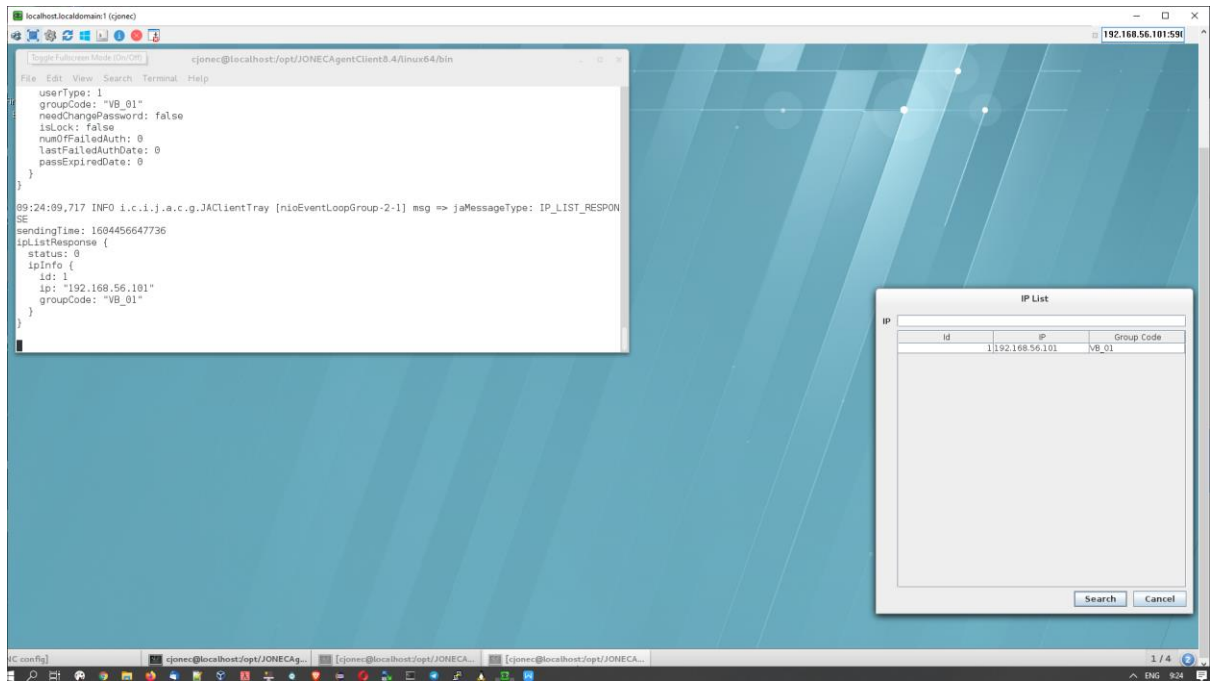 localhost.localdomain:1 (cjonec)
192.168.56.101:590
Toggle Fullscreen Mode (On/Off)
cjonec@localhost:/opt/JONECAgentClient8.4/linux64/bin
File Edit View Search Terminal Help
userType: 1
groupCode: "VB_01"
needChangePassword: false
isLock: false
numOfFailedAuth: 0
lastFailedAuthDate: 0
passExpiredDate: 0
}
}
09:24:09,717 INFO i.c.i.j.a.c.g.JAClientTray [nioEventLoopGroup-2-1] msg => jaMessageType: IP_LIST_RESPON
SE
sendingTime: 1604456647736
ipListResponse {
status: 0
ipInfo {
id: 1
ip: "192.168.56.101"
groupCode: "VB_01"
}
}
IP List
IP
Id IP Group Code
1 192.168.56.101 VB_01
Search Cancel
NC config]
cjonec@localhost:/opt/JONECAg...
[cjonec@localhost:/opt/JONECA...
[cjonec@localhost:/opt/JONECA...
1 / 4
ENG 9:24